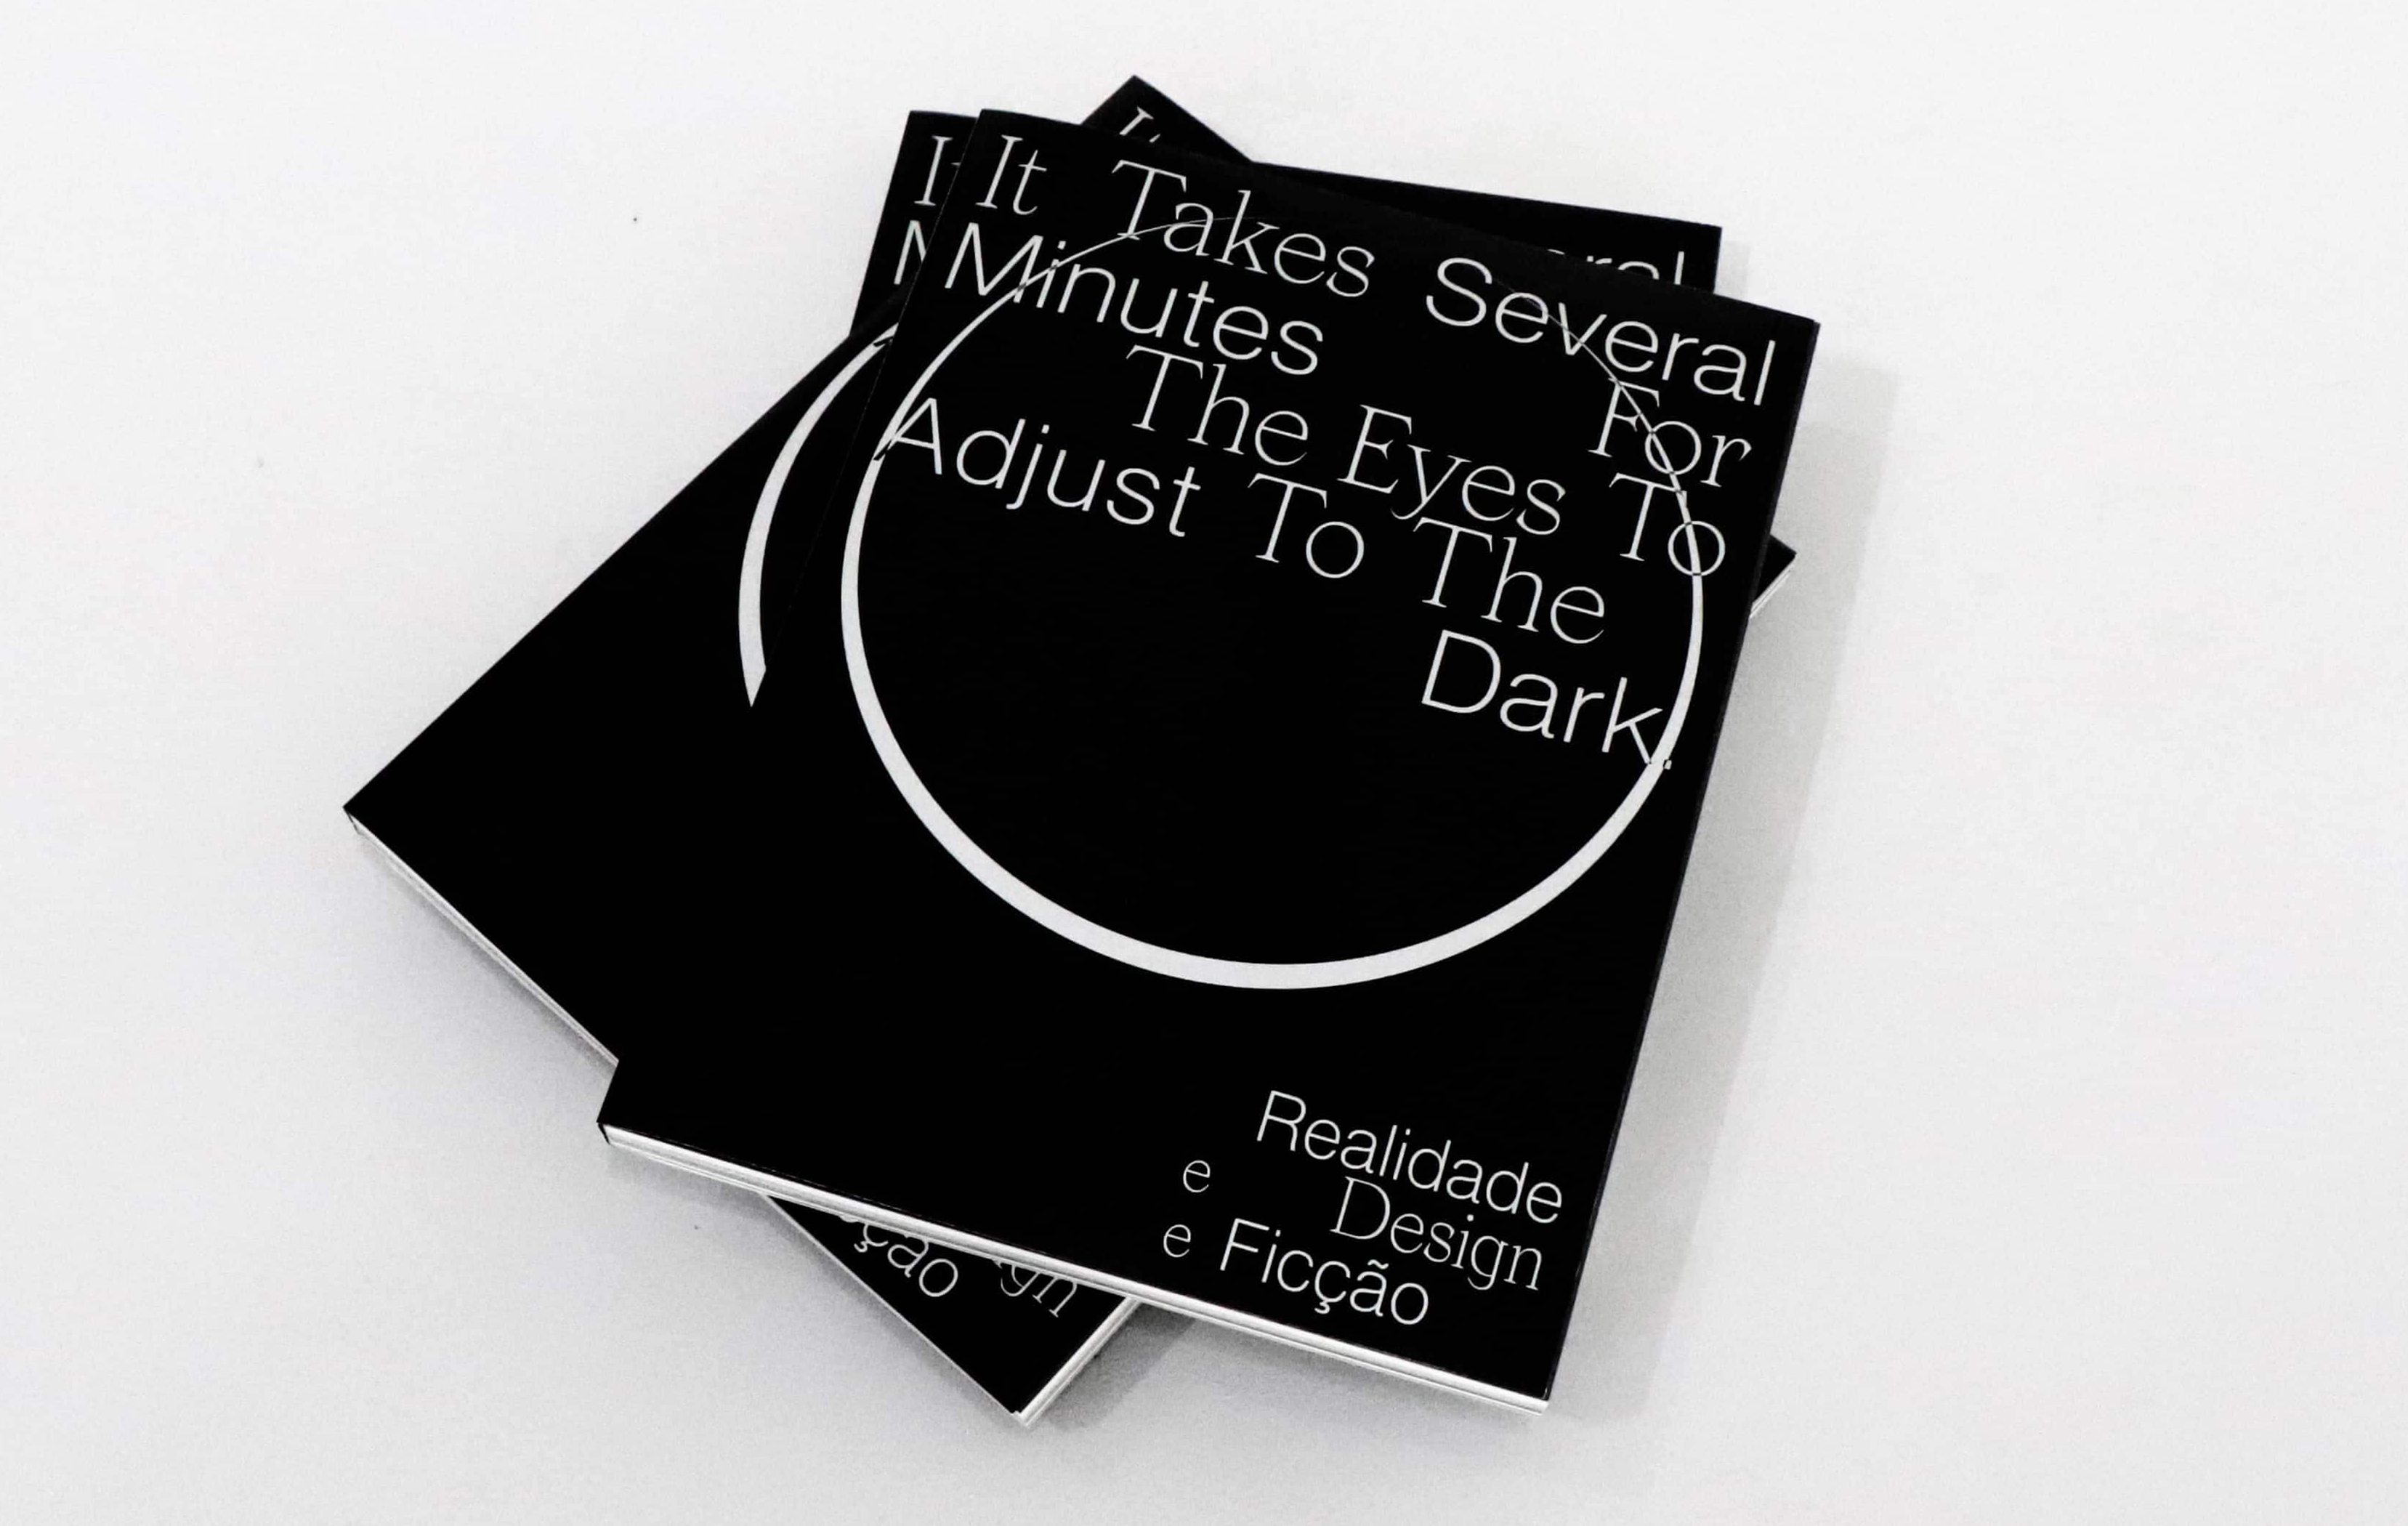 It Takes Several
Minutes For
The Eyes To
Adjust To The
Dark.
Realidade
e Design
e Ficção